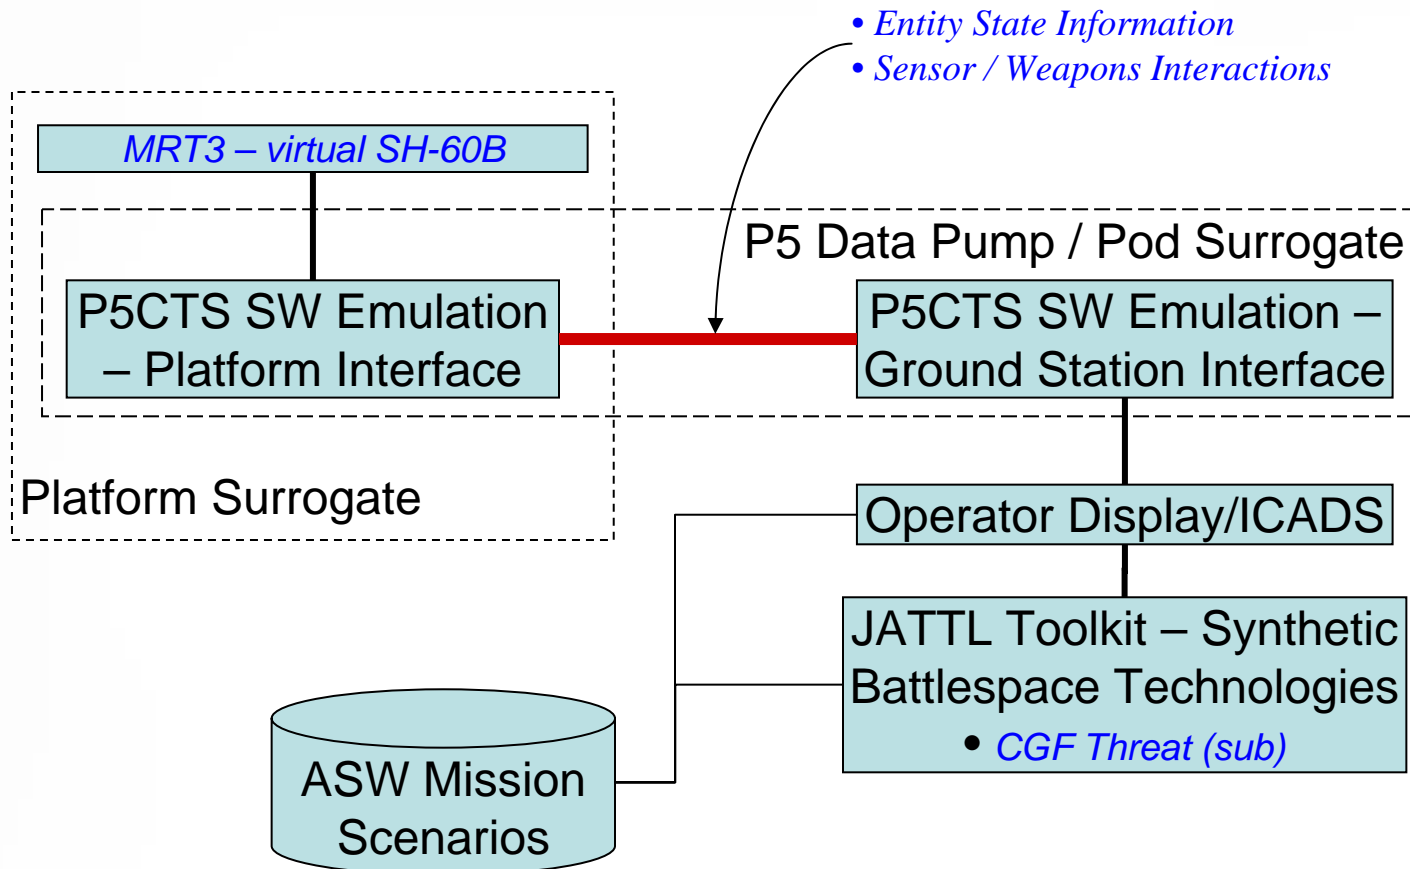 • Entity State Information
• Sensor / Weapons Interactions
MRT3 – virtual SH-60B
P5 Data Pump / Pod Surrogate
P5CTS SW Emulation
– Platform Interface
P5CTS SW Emulation –
Ground Station Interface
Platform Surrogate
Operator Display/ICADS
JATTL Toolkit – Synthetic
Battlespace Technologies
• CGF Threat (sub)
ASW Mission
Scenarios